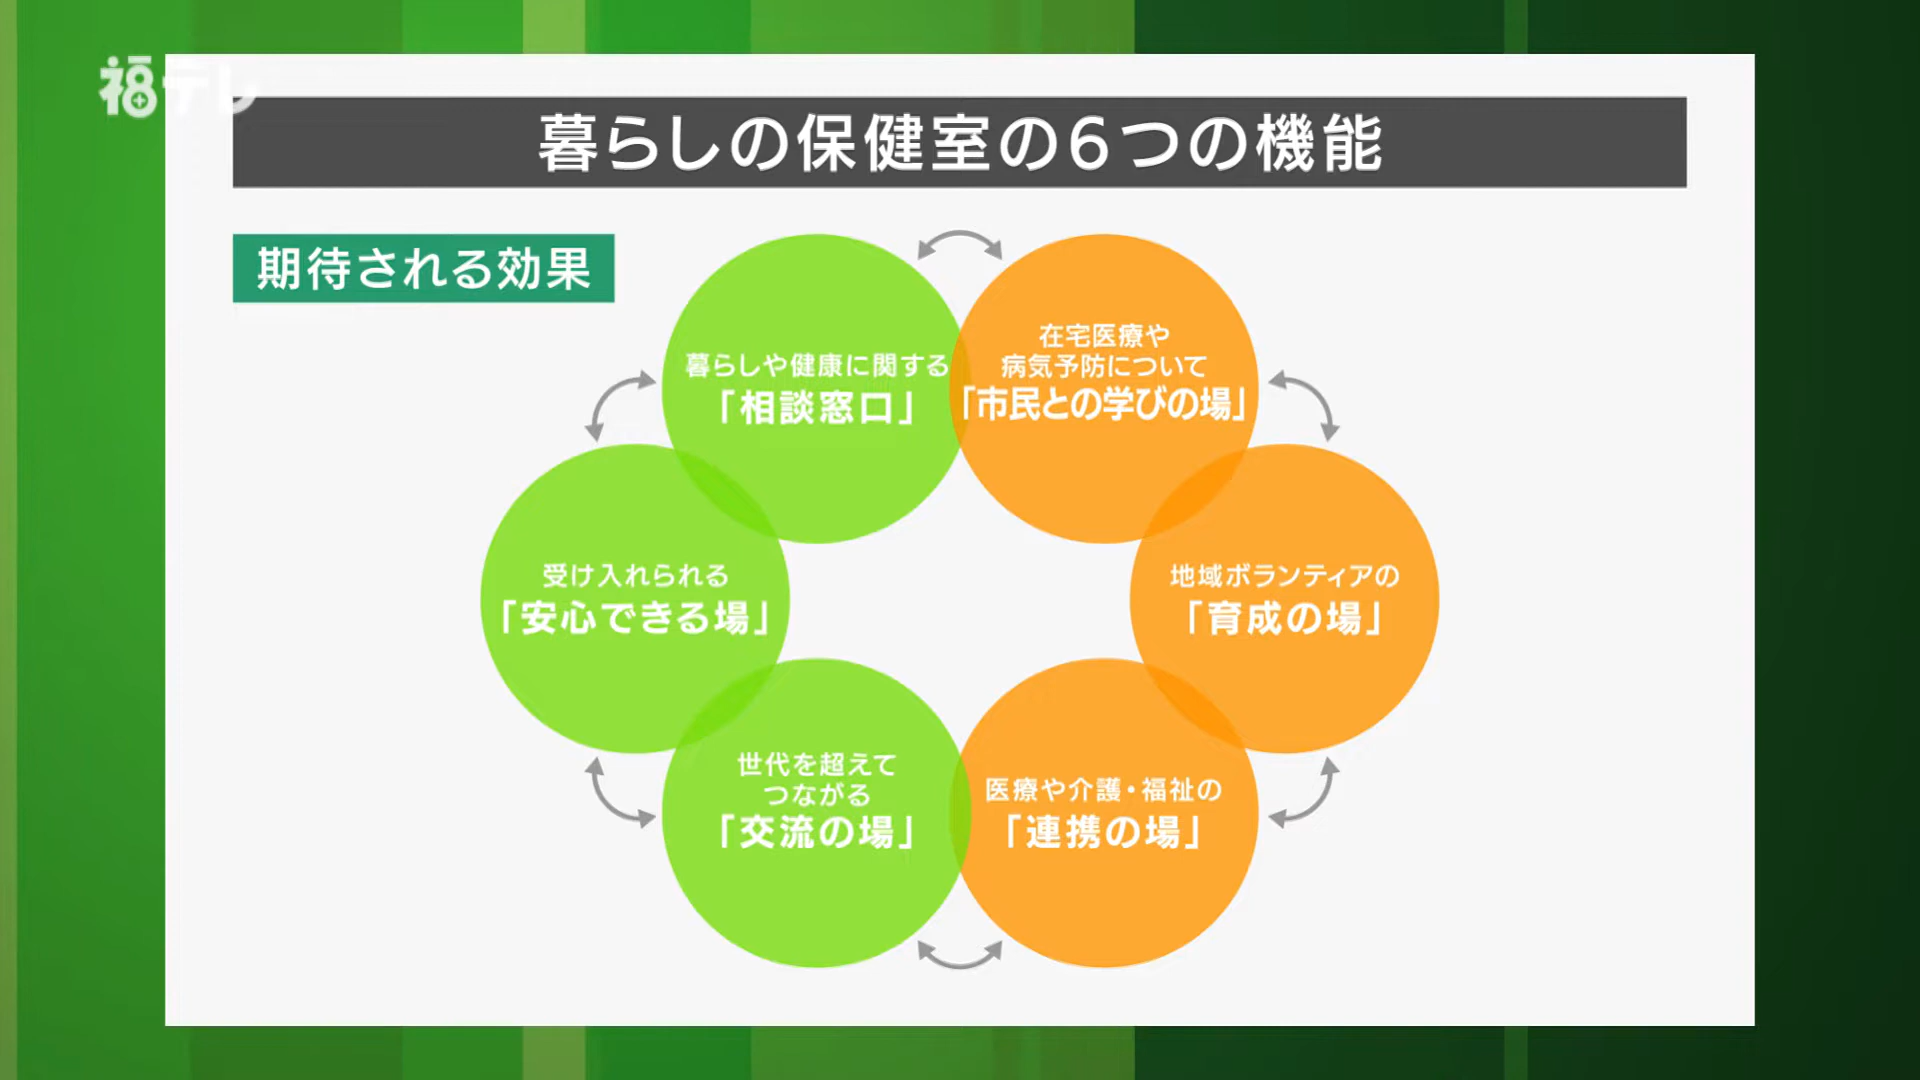 福テレ
暮らしの保健室の6つの機能
期待される効果
暮らしや健康に関する
「相談窓口」
在宅医療や
病気予防について
「市民との学びの場」
受け入れられる
「安心できる場」
地域ボランティアの
「育成の場」
世代を超えて
つながる
「交流の場」
医療や介護・福祉の
「連携の場」